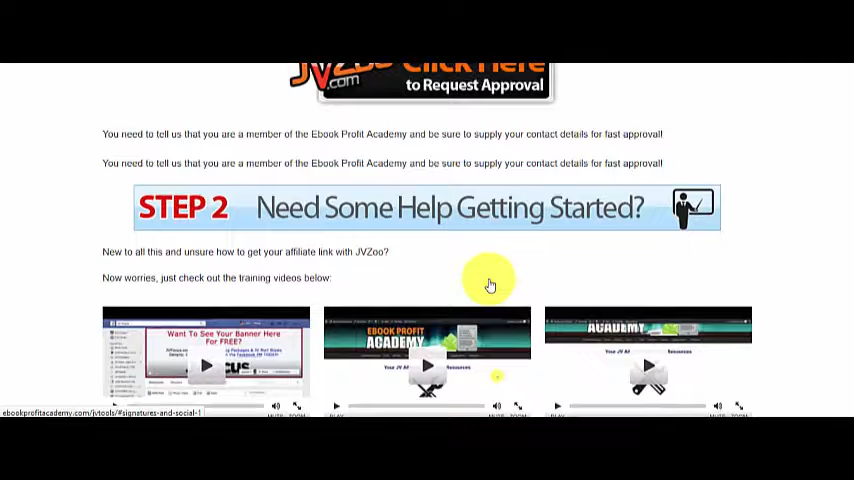 JVZoo Click Here
.com to Request Approval
You need to tell us that you are a member of the Ebook Profit Academy and be sure to supply your contact details for fast approval!
You need to tell us that you are a member of the Ebook Profit Academy and be sure to supply your contact details for fast approval!
STEP 2 Need Some Help Getting Started?
New to all this and unsure how to get your affiliate link with JVZoo?
Now worries, just check out the training videos below:
Want To See Your Banner Here
For FREE?
EBOOK PROFIT
ACADEMY
ACADEMY
ebookprofitacademy.com/jvtools/#signatures-and-social-1